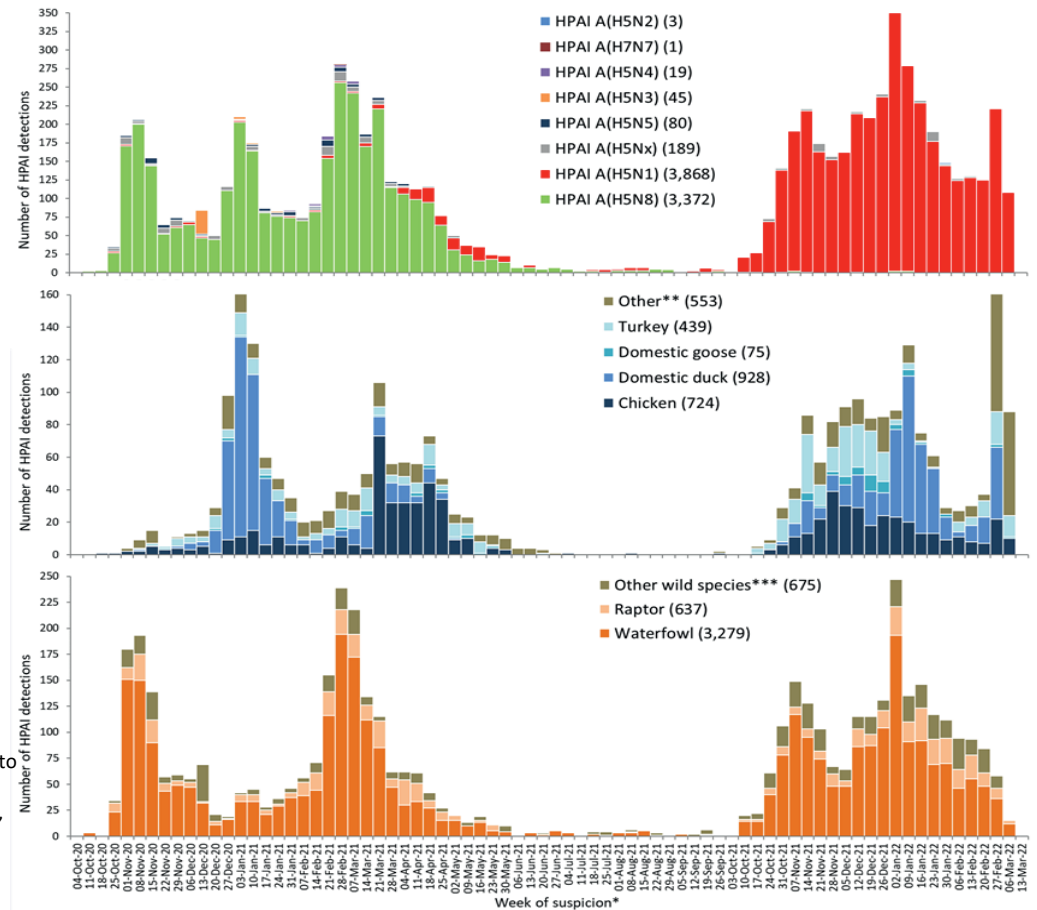 350
325
300
275
250
225
200
175
150
125
100
75
50
25
0
Number of HPAI detections
HPAI A(H5N2) (3)
HPAI A(H7N7) (1)
HPAI A(H5N4) (19)
HPAI A(H5N3) (45)
HPAI A(H5N5) (80)
HPAI A(H5Nx) (189)
HPAI A(H5N1) (3,868)
HPAI A(H5N8) (3,372)
160
140
120
100
80
60
40
20
0
Number of HPAI detections
Other** (553)
Turkey (439)
Domestic goose (75)
Domestic duck (928)
Chicken (724)
250
225
200
175
150
125
100
75
50
25
0
Number of HPAI detections
Other wild species*** (675)
Raptor (637)
Waterfowl (3,279)
to
,
04-Oct-20
11-Oct-20
18-Oct-20
25-Oct-20
01-Nov-20
08-Nov-20
15-Nov-20
22-Nov-20
29-Nov-20
06-Dec-20
13-Dec-20
20-Dec-20
27-Dec-20
03-Jan-21
10-Jan-21
17-Jan-21
24-Jan-21
31-Jan-21
07-Feb-21
14-Feb-21
21-Feb-21
28-Feb-21
07-Mar-21
14-Mar-21
21-Mar-21
28-Mar-21
04-Apr-21
11-Apr-21
18-Apr-21
25-Apr-21
02-May-21
09-May-21
16-May-21
23-May-21
30-May-21
06-Jun-21
13-Jun-21
20-Jun-21
27-Jun-21
04-Jul-21
11-Jul-21
18-Jul-21
25-Jul-21
01-Aug-21
08-Aug-21
15-Aug-21
22-Aug-21
29-Aug-21
05-Sep-21
12-Sep-21
19-Sep-21
26-Sep-21
03-Oct-21
10-Oct-21
17-Oct-21
24-Oct-21
31-Oct-21
07-Nov-21
14-Nov-21
21-Nov-21
28-Nov-21
05-Dec-21
12-Dec-21
19-Dec-21
26-Dec-21
02-Jan-22
09-Jan-22
16-Jan-22
23-Jan-22
30-Jan-22
06-Feb-22
13-Feb-22
20-Feb-22
27-Feb-22
06-Mar-22
13-Mar-22
Week of suspicion*